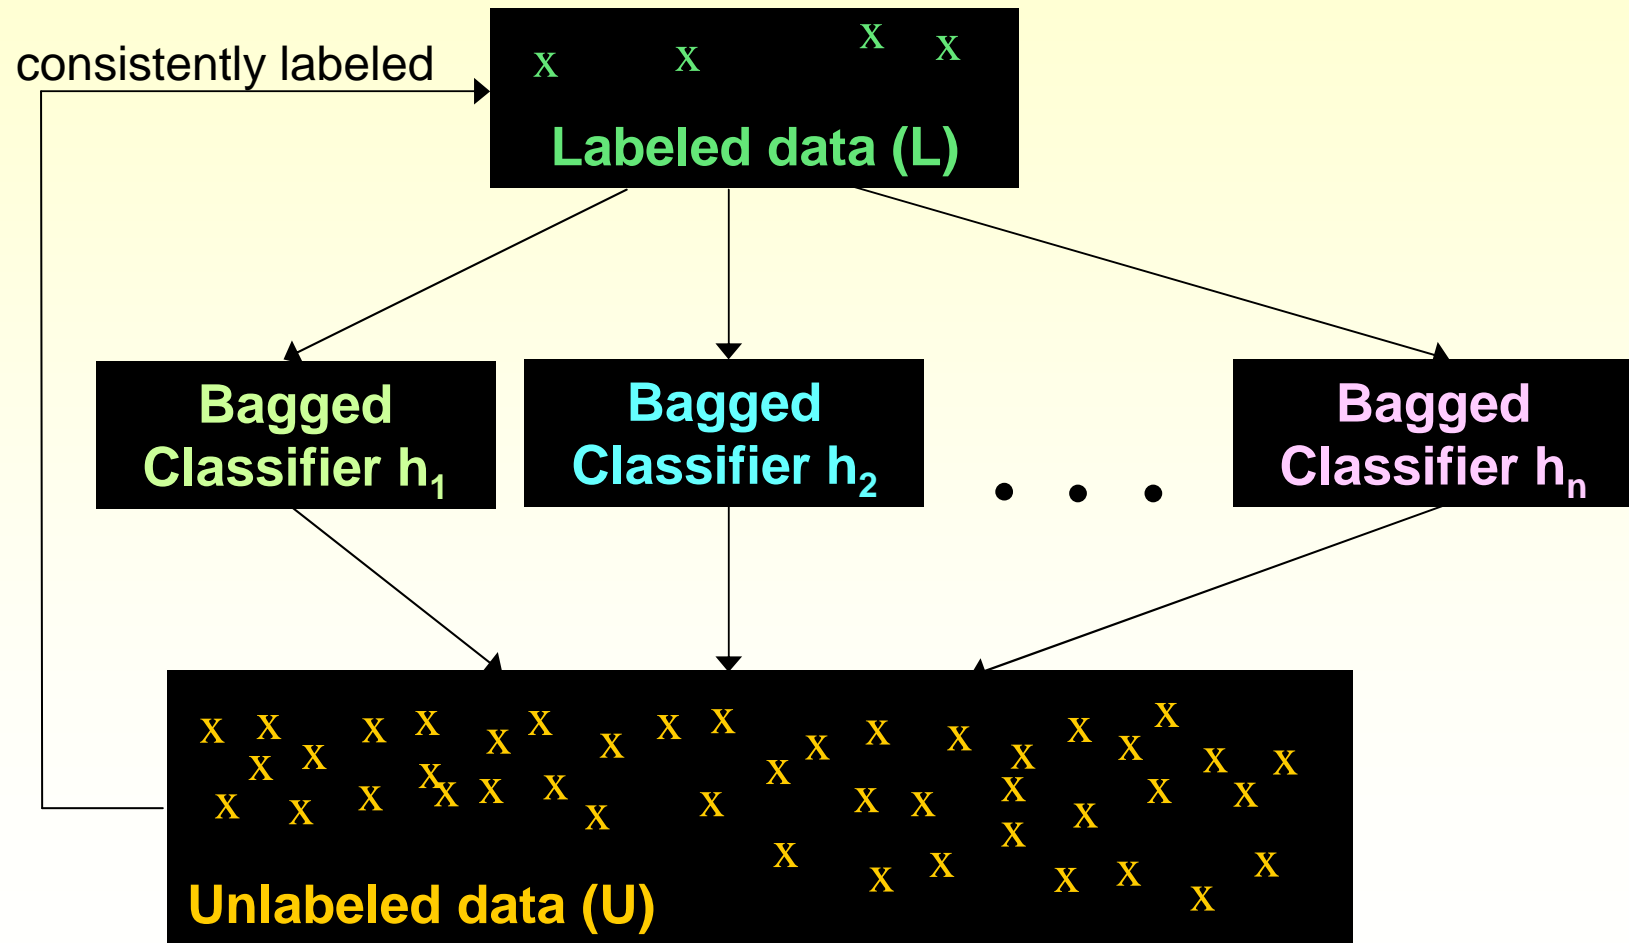 consistently labeled
x x x x
Labeled data (L)
Bagged
Classifier h₁
Bagged
Classifier h₂
. . .
Bagged
Classifier hₙ
x x x x x x x x x x x x x x x x x
x x x x x x x x x x x x x x x x x
x x x x x x x x x x x
Unlabeled data (U)